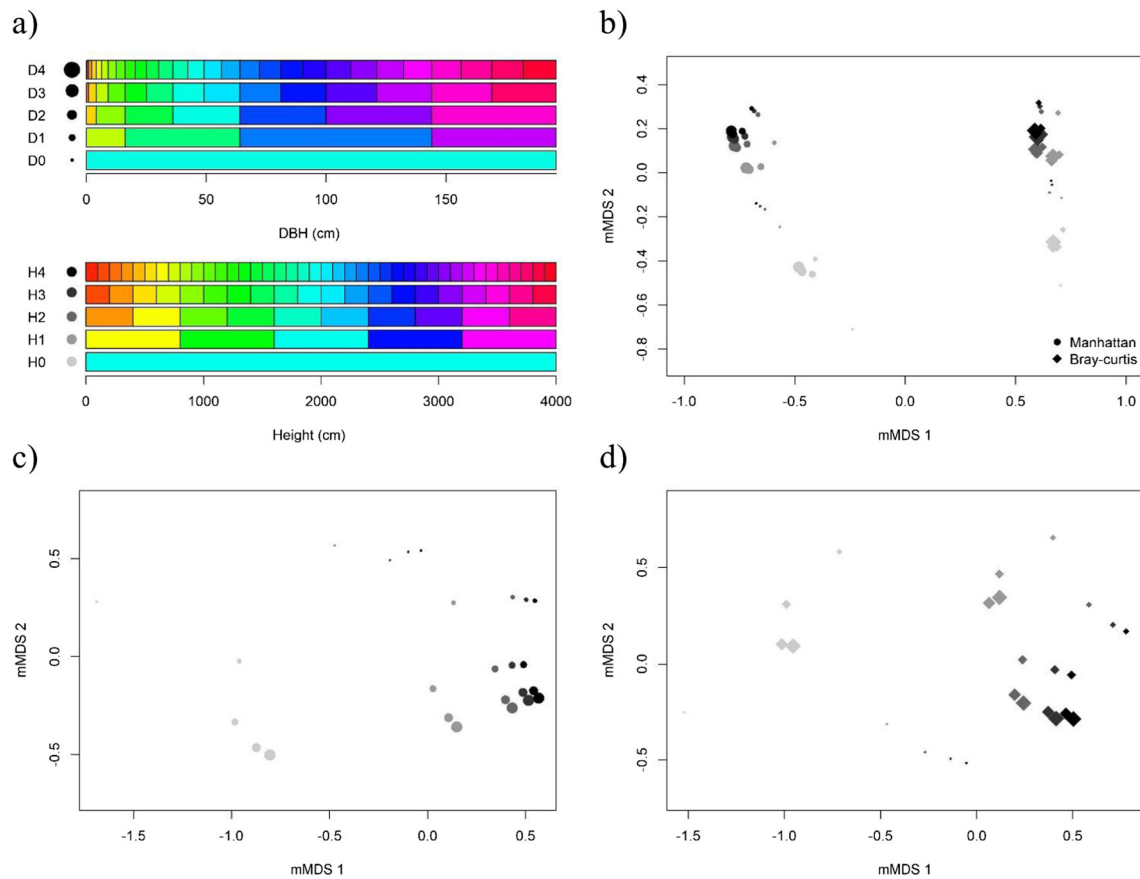 a)
D4
D3
D2
D1
D0
0 50 100 150
DBH (cm)
H4
H3
H2
H1
H0
0 1000 2000 3000 4000
Height (cm)
b)
mMDS 2
0.4
0.2
0.0
-0.2
-0.4
-0.6
-0.8
Manhattan
Bray-curtis
-1.0 -0.5 0.0 0.5 1.0
mMDS 1
c)
mMDS 2
0.5
0.0
-0.5
-1.5 -1.0 -0.5 0.0 0.5
mMDS 1
d)
mMDS 2
0.5
0.0
-0.5
-1.5 -1.0 -0.5 0.0 0.5
mMDS 1